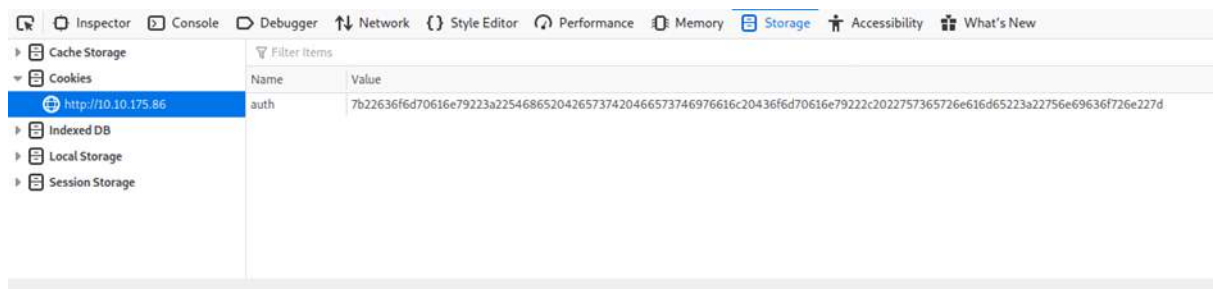 Inspector Console Debugger Network Style Editor Performance Memory Storage Accessibility What's New
Cache Storage
Filter Items
Cookies
Name Value
http://10.10.175.86
auth 7b22636f6d70616e79223a22546865204265737420466573746976616c20436f6d70616e79222c2022757365726e616d65223a22756e69636f726e227d
Indexed DB
Local Storage
Session Storage